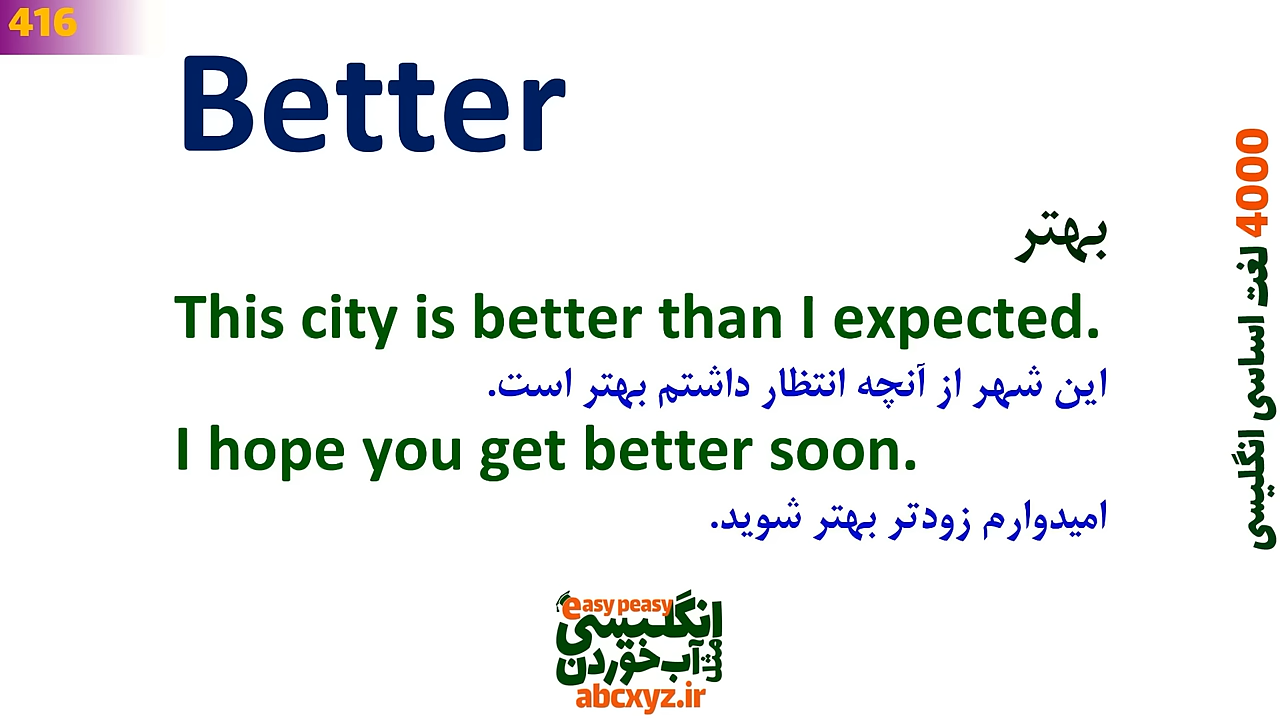 416
Better
بهتر
This city is better than I expected.
این شهر از آنچه انتظار داشتم بهتر است.
I hope you get better soon.
امیدوارم زودتر بهتر شوید.
4000 لغت اساسی انگلیسی
easy peasy
انگلیسی
مثل آب خوردن
abcxyz.ir